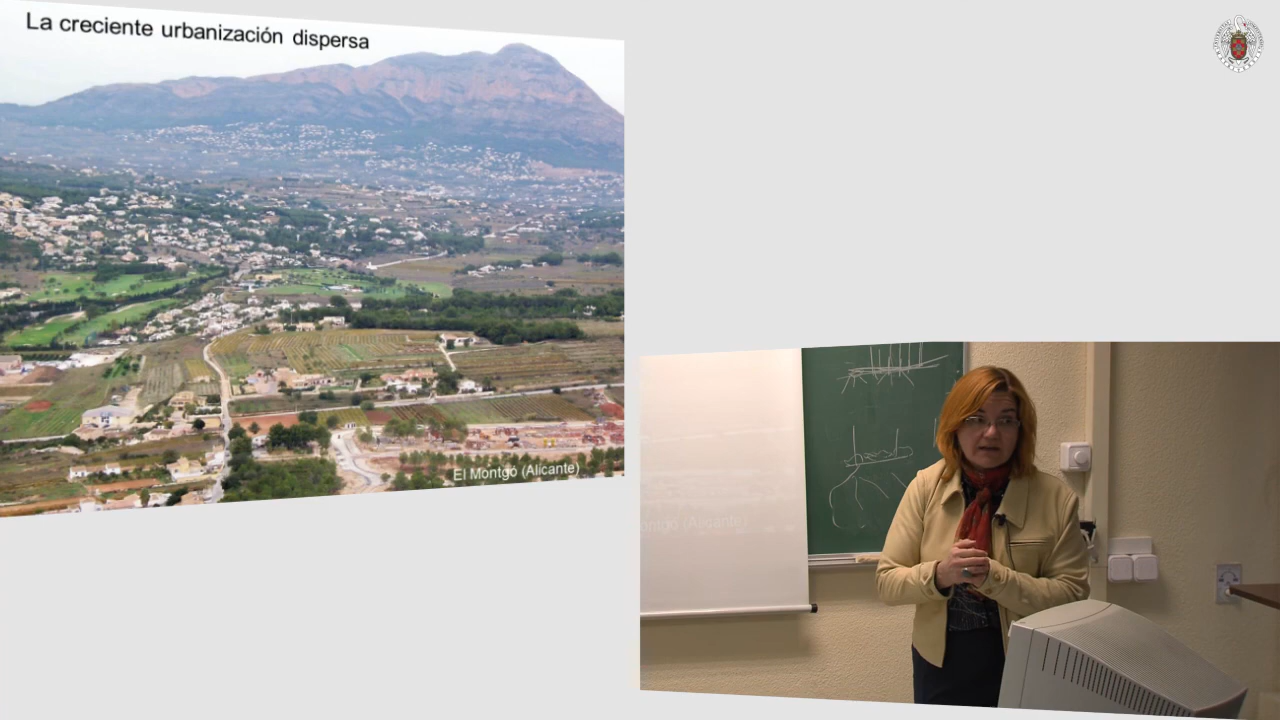 La creciente urbanización dispersa
El Montgó (Alicante)